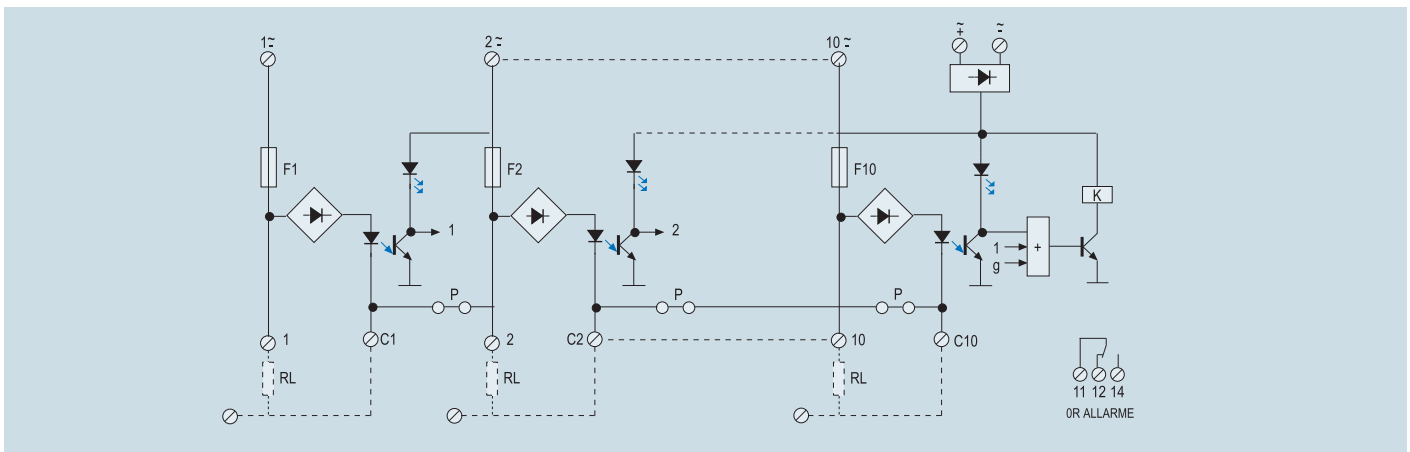 1 ≂ 2 ≂ 10 ≂ ~ + ~ -
F1 F2 F10
K
1 2 1 +
g
P P P
1 C1 2 C2 10 C10
RL RL RL
11 12 14
0R ALLARME